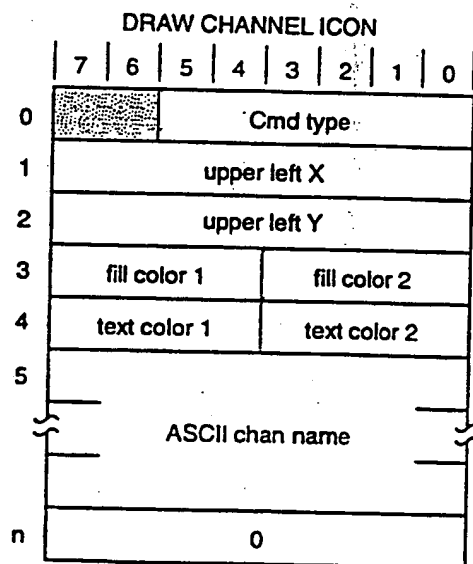 DRAW CHANNEL ICON
7 6 5 4 3 2 1 0
0 Cmd type
1 upper left X
2 upper left Y
3 fill color 1 fill color 2
4 text color 1 text color 2
5
ASCII chan name
n 0